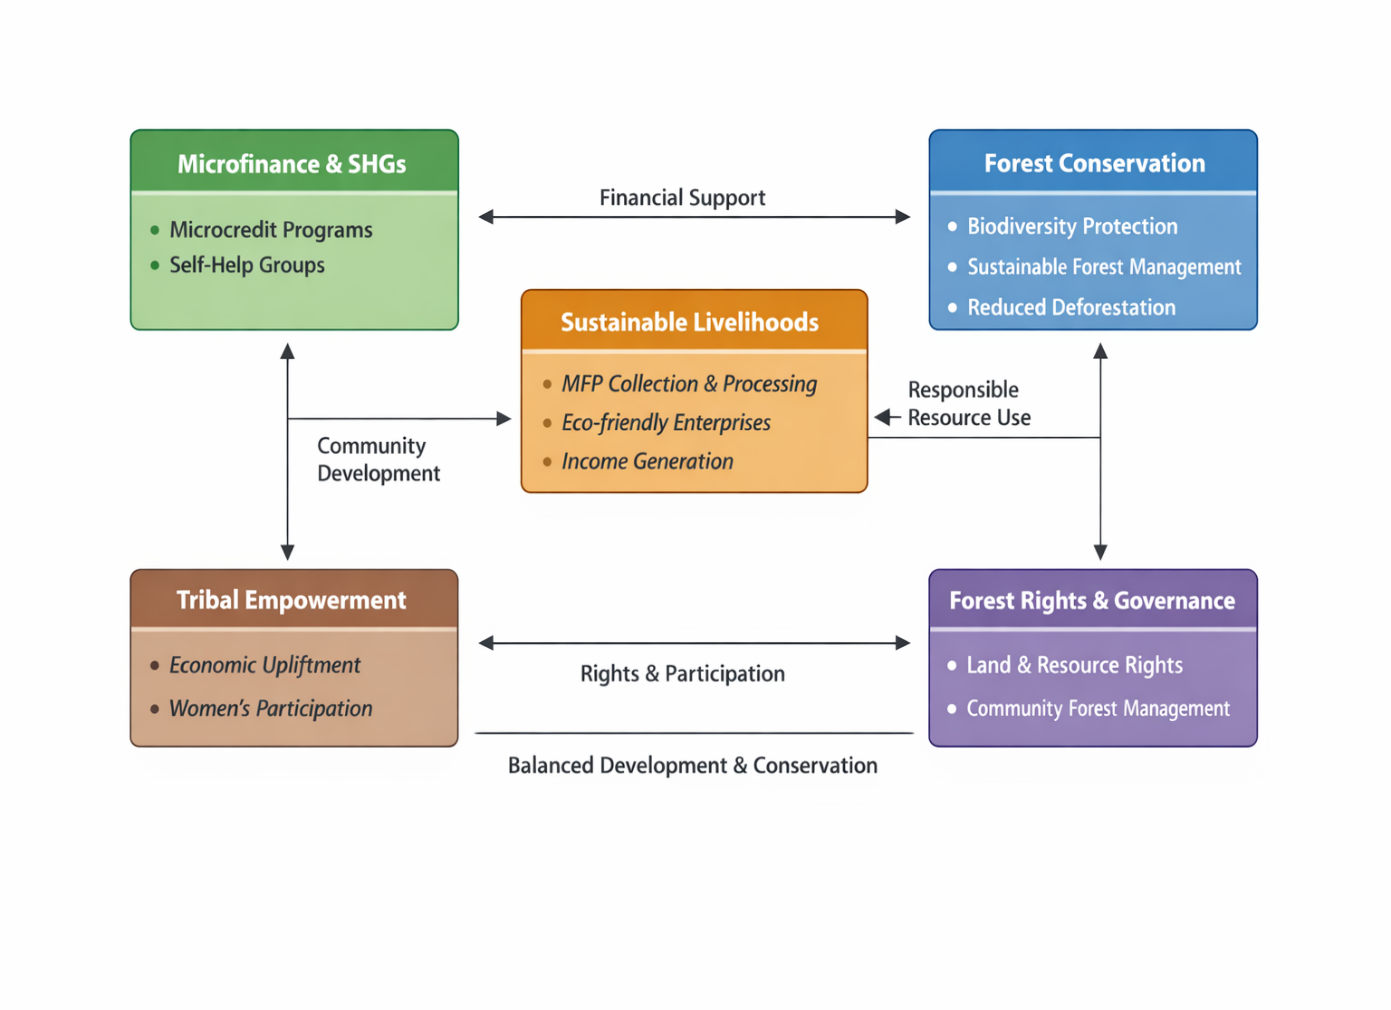 Microfinance & SHGs
• Microcredit Programs
• Self-Help Groups
Financial Support
Forest Conservation
• Biodiversity Protection
• Sustainable Forest Management
• Reduced Deforestation
Sustainable Livelihoods
• MFP Collection & Processing
• Eco-friendly Enterprises
• Income Generation
Community
Development
Responsible
Resource Use
Tribal Empowerment
• Economic Upliftment
• Women's Participation
Rights & Participation
Balanced Development & Conservation
Forest Rights & Governance
• Land & Resource Rights
• Community Forest Management